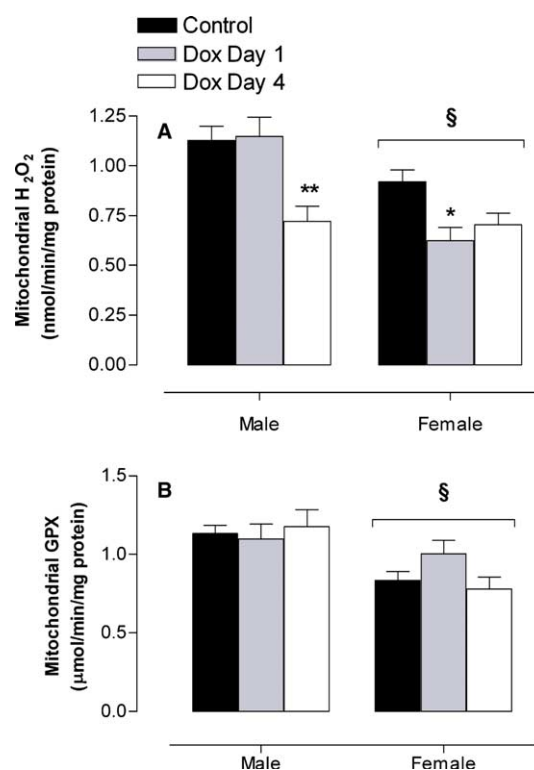 Control
Dox Day 1
Dox Day 4
A
§
**
*
1.25
1.00
0.75
0.50
0.25
0.00
Mitochondrial H2O2
(nmol/min/mg protein)
Male
Female
B
§
1.5
1.0
0.5
0.0
Mitochondrial GPX
(μmol/min/mg protein)
Male
Female